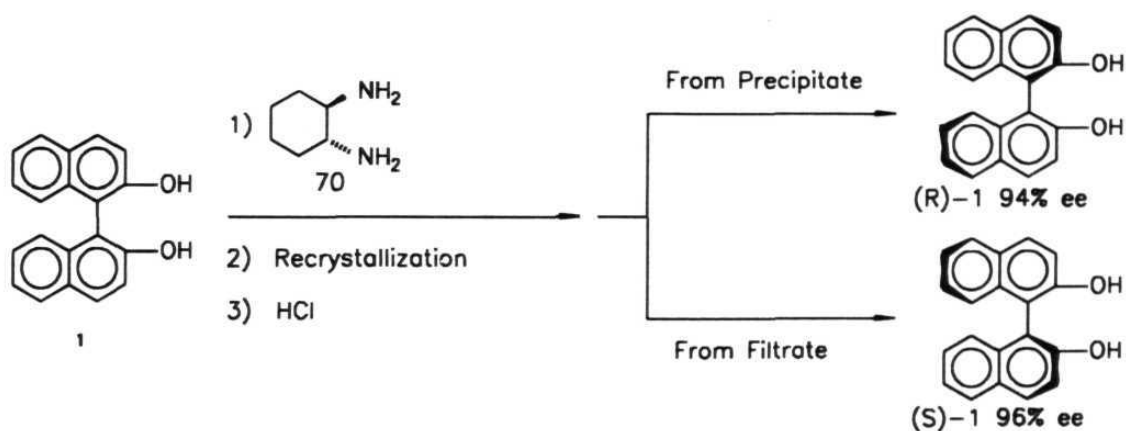 1)
NH₂
NH₂
70
OH
OH
1
2) Recrystallization
3) HCl
From Precipitate
OH
OH
(R)-1 94% ee
From Filtrate
OH
OH
(S)-1 96% ee